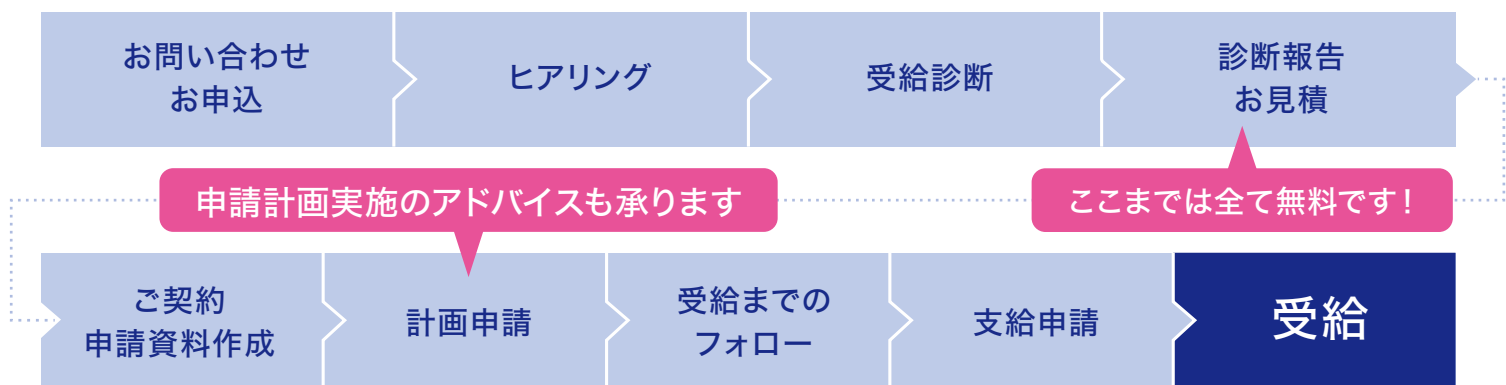 お問い合わせ
お申込
ヒアリング
受給診断
診断報告
お見積
申請計画実施のアドバイスも承ります
ここまでは全て無料です!
ご契約
申請資料作成
計画申請
受給までの
フォロー
支給申請
受給